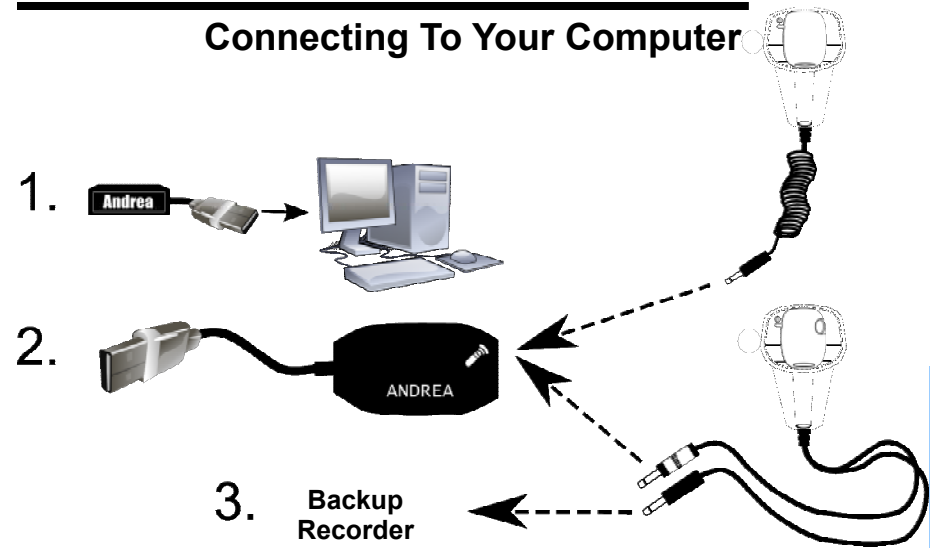 Connecting To Your Computer
1.
Andrea
2.
ANDREA
3.
Backup
Recorder